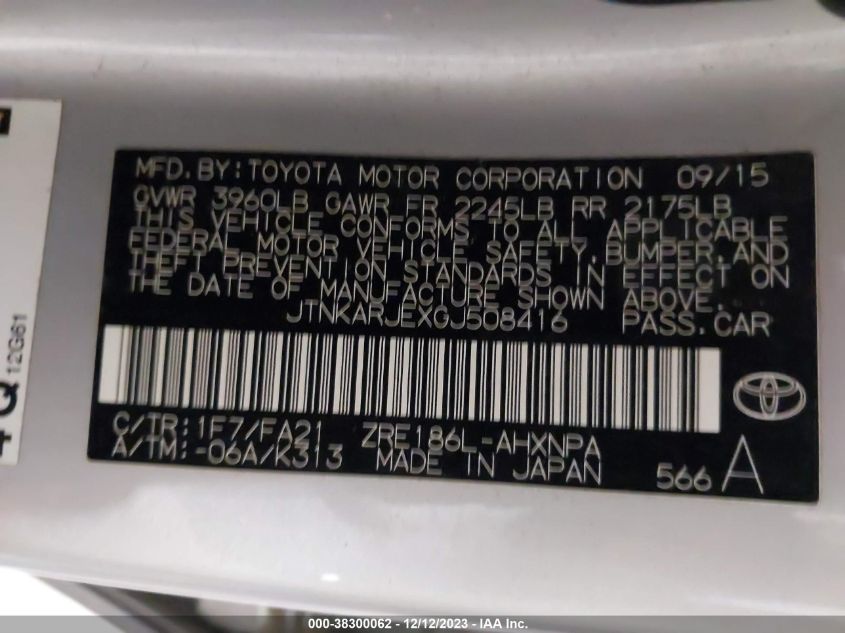 MFD.BY:TOYOTA MOTOR CORPORATION 09/15
GVWR 3960LB GAWR FR 2245LB RR 2175LB
THIS VEHICLE CONFORMS TO ALL APPLICABLE
FEDERAL MOTOR VEHICLE SAFETY,BUMPER,AND
THEFT PREVENTION STANDARDS IN EFFECT ON
THE DATE OF MANUFACTURE SHOWN ABOVE.
JTNKARJEXGJ508416 PASS.CAR
C/TR:1F7/FA21 ZRE186L-AHXNPA
A/TM:-06A/K313 MADE IN JAPAN
566 A
12G61
000-38300062 - 12/12/2023 - IAA Inc.